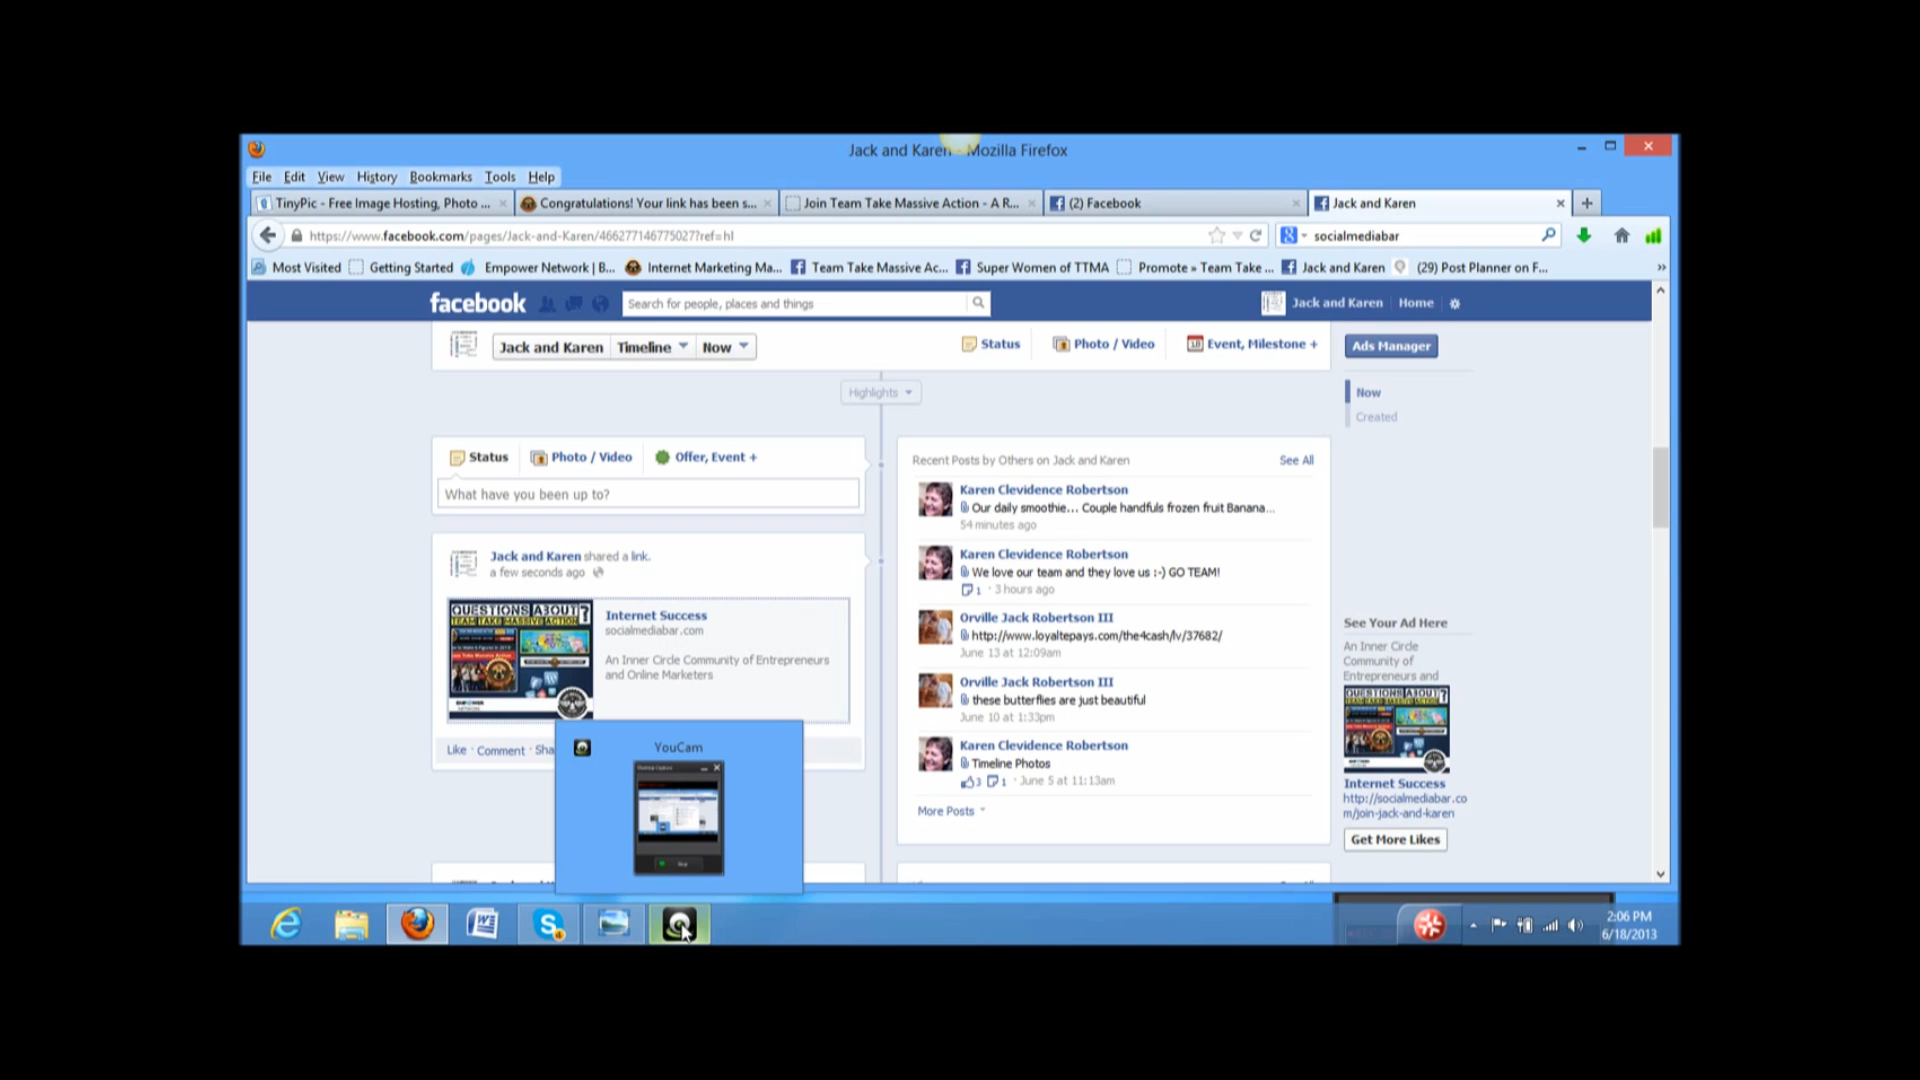 Jack and Karen - Mozilla Firefox
File Edit View History Bookmarks Tools Help
TinyPic - Free Image Hosting, Photo ... Congratulations! Your link has been s... Join Team Take Massive Action - A R... (2) Facebook Jack and Karen
https://www.facebook.com/pages/Jack-and-Karen/466277146775027?ref=hl socialmediabar
Most Visited Getting Started Empower Network | B... Internet Marketing Ma... Team Take Massive Ac... Super Women of TTMA Promote » Team Take ... Jack and Karen (29) Post Planner on F... »
facebook Search for people, places and things Jack and Karen Home
Jack and Karen Timeline Now Status Photo / Video Event, Milestone + Ads Manager
Highlights
Now
Created
Status Photo / Video Offer, Event +
What have you been up to?
Jack and Karen shared a link.
a few seconds ago
QUESTIONS ABOUT?
TEAM TAKE MASSIVE ACTION
Internet Success
socialmediabar.com
An Inner Circle Community of Entrepreneurs
and Online Marketers
Like · Comment · Sha
Recent Posts by Others on Jack and Karen See All
Karen Clevidence Robertson
Our daily smoothie... Couple handfuls frozen fruit Banana...
54 minutes ago
Karen Clevidence Robertson
We love our team and they love us :-) GO TEAM!
1 · 3 hours ago
Orville Jack Robertson III
http://www.loyaltepays.com/the4cash/lv/37682/
June 13 at 12:09am
Orville Jack Robertson III
these butterflies are just beautiful
June 10 at 1:33pm
Karen Clevidence Robertson
Timeline Photos
3 1 · June 5 at 11:13am
More Posts
See Your Ad Here
An Inner Circle
Community of
Entrepreneurs and
QUESTIONS ABOUT?
Internet Success
http://socialmediabar.co
m/join-jack-and-karen
Get More Likes
YouCam
2:06 PM
6/18/2013